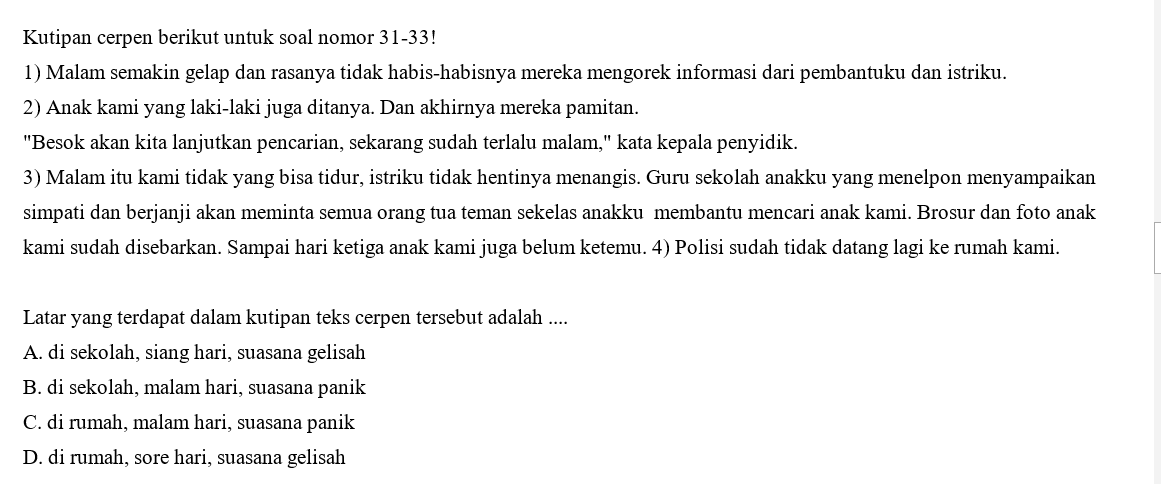 Kutipan cerpen berikut untuk soal nomor 31-33!
1) Malam semakin gelap dan rasanya tidak habis-habisnya mereka mengorek informasi dari pembantuku dan istriku.
2) Anak kami yang laki-laki juga ditanya. Dan akhirnya mereka pamitan.
"Besok akan kita lanjutkan pencarian, sekarang sudah terlalu malam," kata kepala penyidik.
3) Malam itu kami tidak yang bisa tidur, istriku tidak hentinya menangis. Guru sekolah anakku yang menelpon menyampaikan
simpati dan berjanji akan meminta semua orang tua teman sekelas anakku  membantu mencari anak kami. Brosur dan foto anak
kami sudah disebarkan. Sampai hari ketiga anak kami juga belum ketemu. 4) Polisi sudah tidak datang lagi ke rumah kami.
Latar yang terdapat dalam kutipan teks cerpen tersebut adalah ....
A. di sekolah, siang hari, suasana gelisah
B. di sekolah, malam hari, suasana panik
C. di rumah, malam hari, suasana panik
D. di rumah, sore hari, suasana gelisah